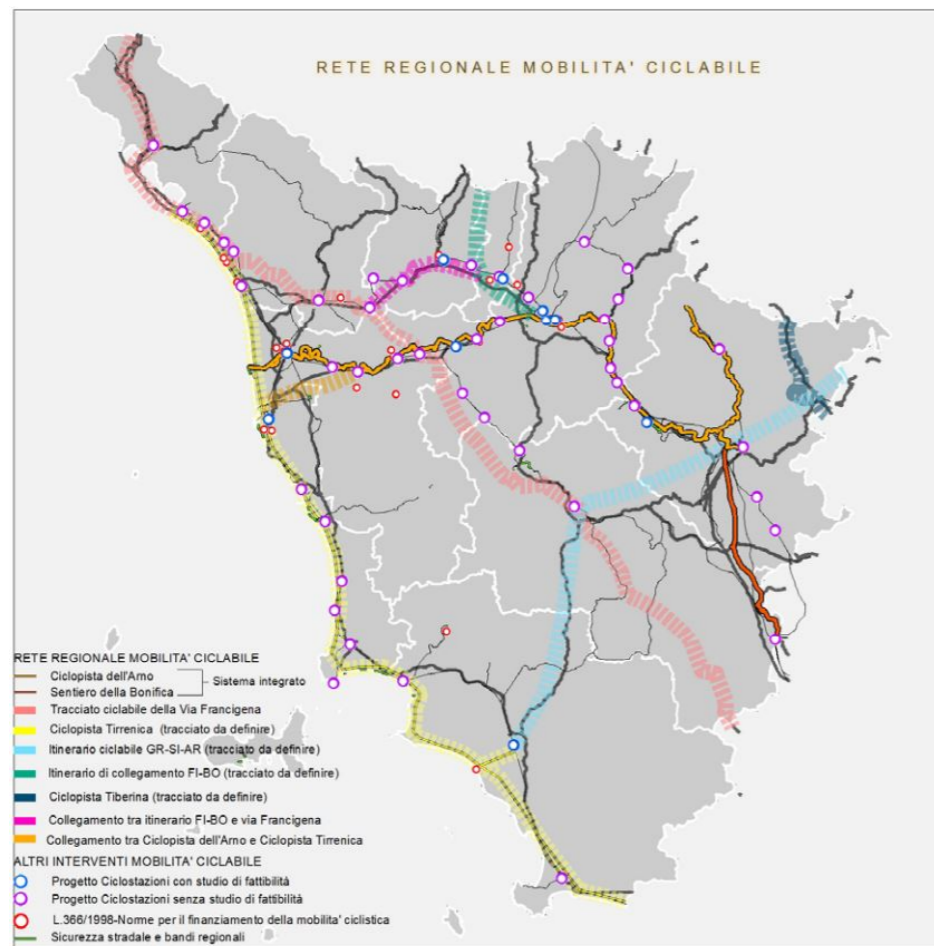 RETE REGIONALE MOBILITA' CICLABILE
RETE REGIONALE MOBILITA' CICLABILE
Ciclopista dell'Arno
Sentiero della Bonifica
Sistema integrato
Tracciato ciclabile della Via Francigena
Ciclopista Tirrenica (tracciato da definire)
Itinerario ciclabile GR-SI-AR (tracciato da definire)
Itinerario di collegamento FI-BO (tracciato da definire)
Ciclopista Tiberina (tracciato da definire)
Collegamento tra itinerario FI-BO e via Francigena
Collegamento tra Ciclopista dell'Arno e Ciclopista Tirrenica
ALTRI INTERVENTI MOBILITA' CICLABILE
Progetto Ciclostazioni con studio di fattibilità
Progetto Ciclostazioni senza studio di fattibilità
L.366/1998-Norme per il finanziamento della mobilita' ciclistica
Sicurezza stradale e bandi regionali